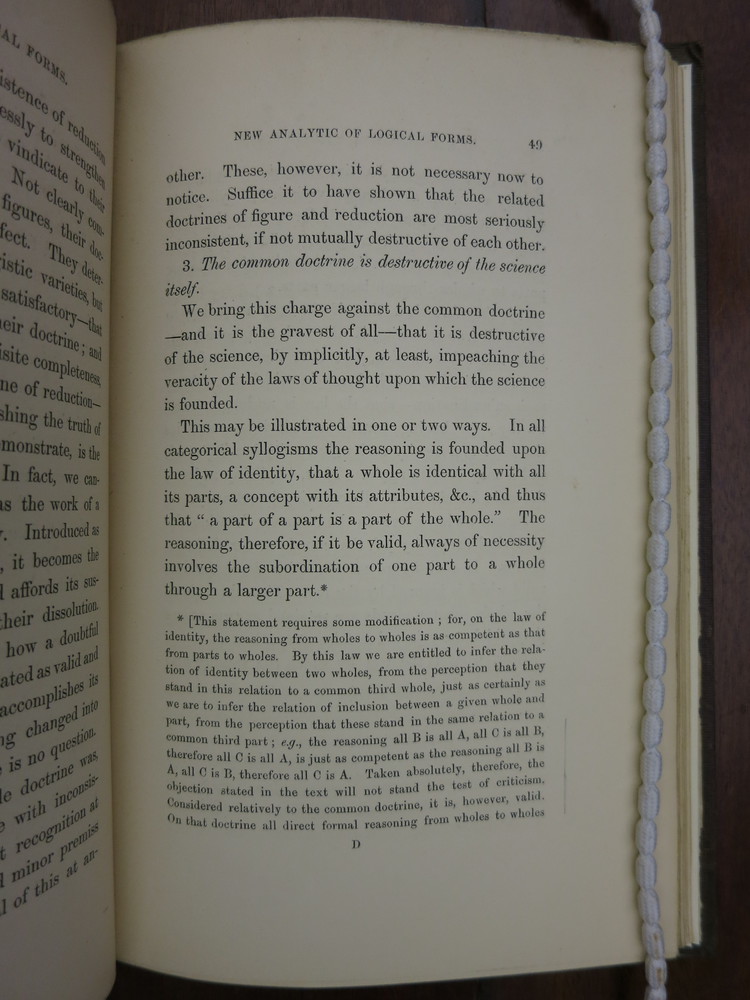 AL FORMS.
istence of reduction
essly to strengthen
vindicate to their
Not clearly com-
figures, their doc-
fect. They deter-
istic varieties, but
satisfactory—that
eir doctrine; and
isite completeness,
ne of reduction—
shing the truth of
monstrate, is the
In fact, we can-
as the work of a
Introduced as
it becomes the
affords its sus-
their dissolution.
how a doubtful
ated as valid and
accomplishes its
ng changed into
is no question.
le doctrine was,
with inconsis-
recognition at
minor premiss
of this at an-
NEW ANALYTIC OF LOGICAL FORMS. 49
other. These, however, it is not necessary now to
notice. Suffice it to have shown that the related
doctrines of figure and reduction are most seriously
inconsistent, if not mutually destructive of each other.
3. The common doctrine is destructive of the science
itself.
We bring this charge against the common doctrine
—and it is the gravest of all—that it is destructive
of the science, by implicitly, at least, impeaching the
veracity of the laws of thought upon which the science
is founded.
This may be illustrated in one or two ways. In all
categorical syllogisms the reasoning is founded upon
the law of identity, that a whole is identical with all
its parts, a concept with its attributes, &c., and thus
that “ a part of a part is a part of the whole.” The
reasoning, therefore, if it be valid, always of necessity
involves the subordination of one part to a whole
through a larger part.*
* [This statement requires some modification ; for, on the law of
identity, the reasoning from wholes to wholes is as competent as that
from parts to wholes. By this law we are entitled to infer the rela-
tion of identity between two wholes, from the perception that they
stand in this relation to a common third whole, just as certainly as
we are to infer the relation of inclusion between a given whole and
part, from the perception that these stand in the same relation to a
common third part ; e.g., the reasoning all B is all A, all C is all B,
therefore all C is all A, is just as competent as the reasoning all B is
A, all C is B, therefore all C is A. Taken absolutely, therefore, the
objection stated in the text will not stand the test of criticism.
Considered relatively to the common doctrine, it is, however, valid.
On that doctrine all direct formal reasoning from wholes to wholes
D